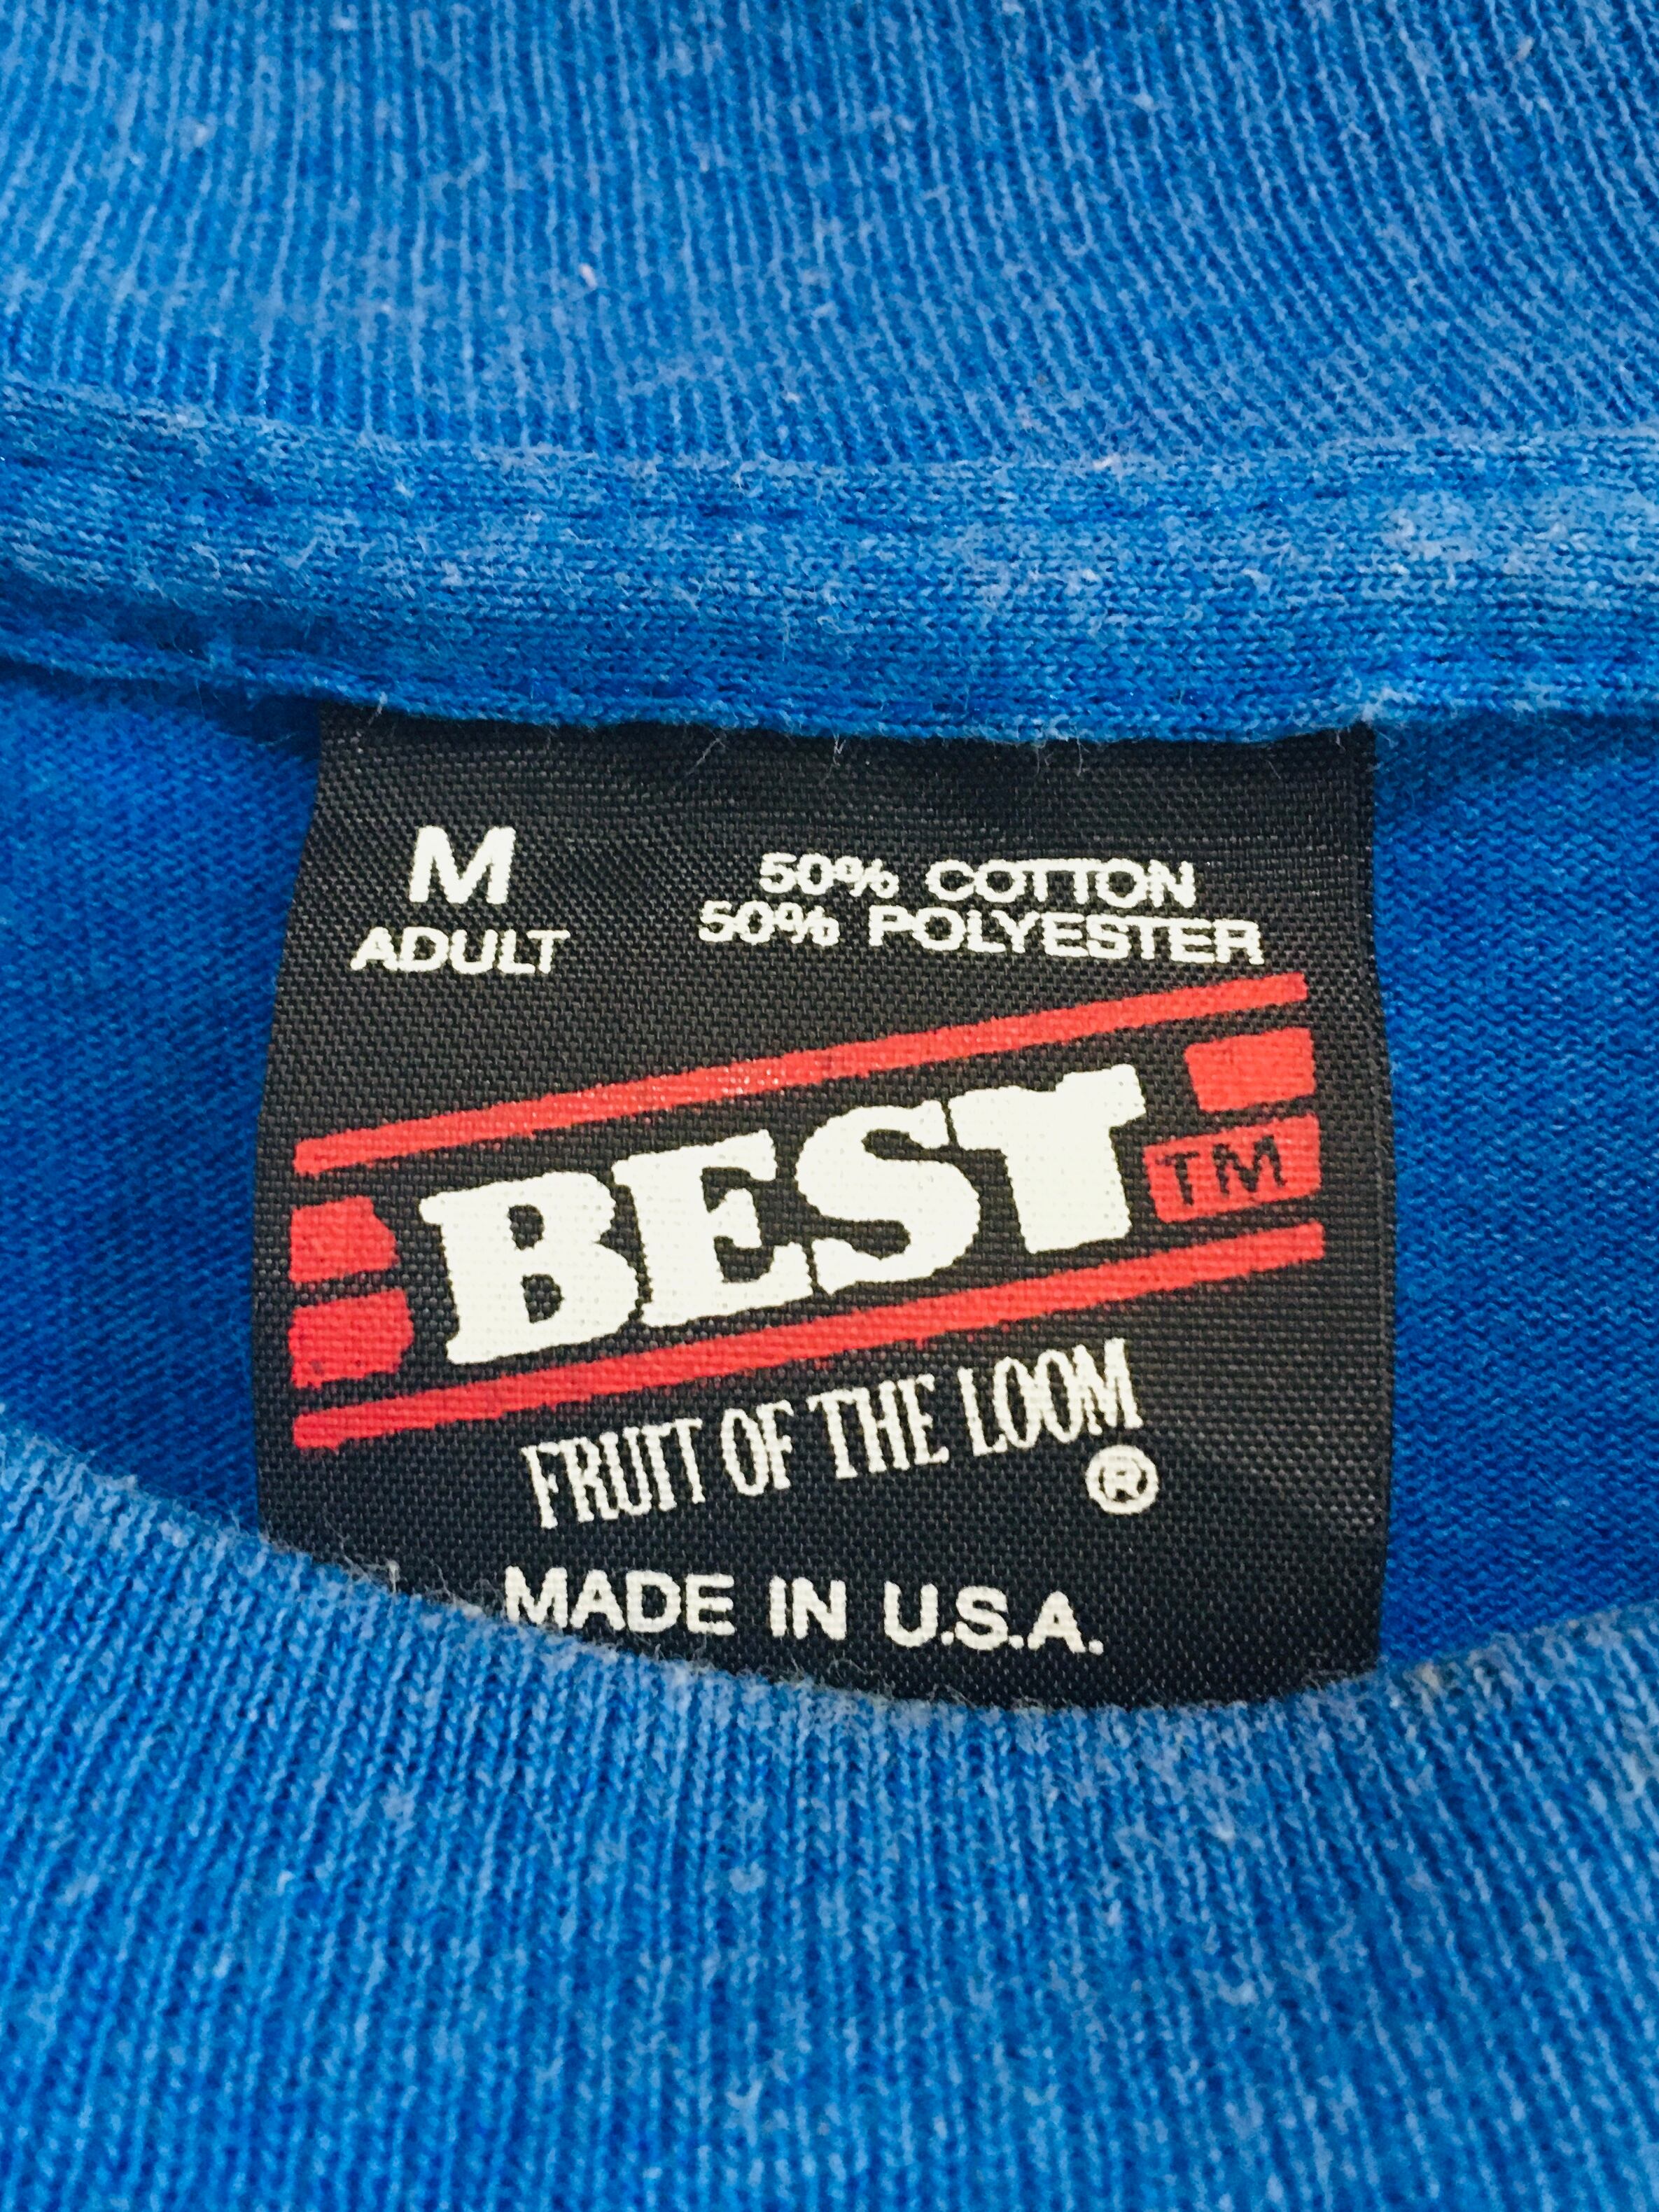 M
ADULT
50% COTTON
50% POLYESTER
BEST TM
FRUIT OF THE LOOM
®
MADE IN U.S.A.